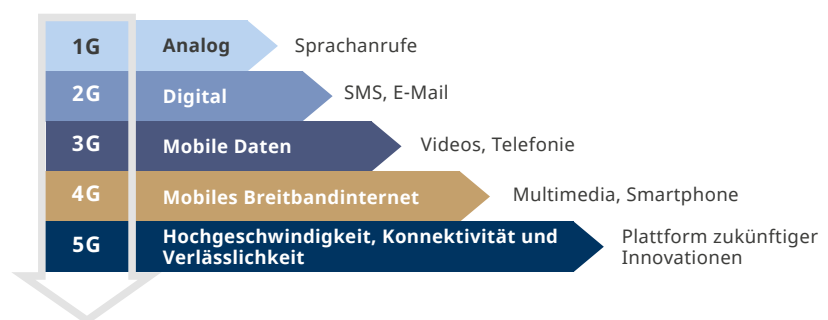 1G Analog Sprachanrufe
2G Digital SMS, E-Mail
3G Mobile Daten Videos, Telefonie
4G Mobiles Breitbandinternet Multimedia, Smartphone
5G Hochgeschwindigkeit, Konnektivität und
Verlässlichkeit
Plattform zukünftiger
Innovationen